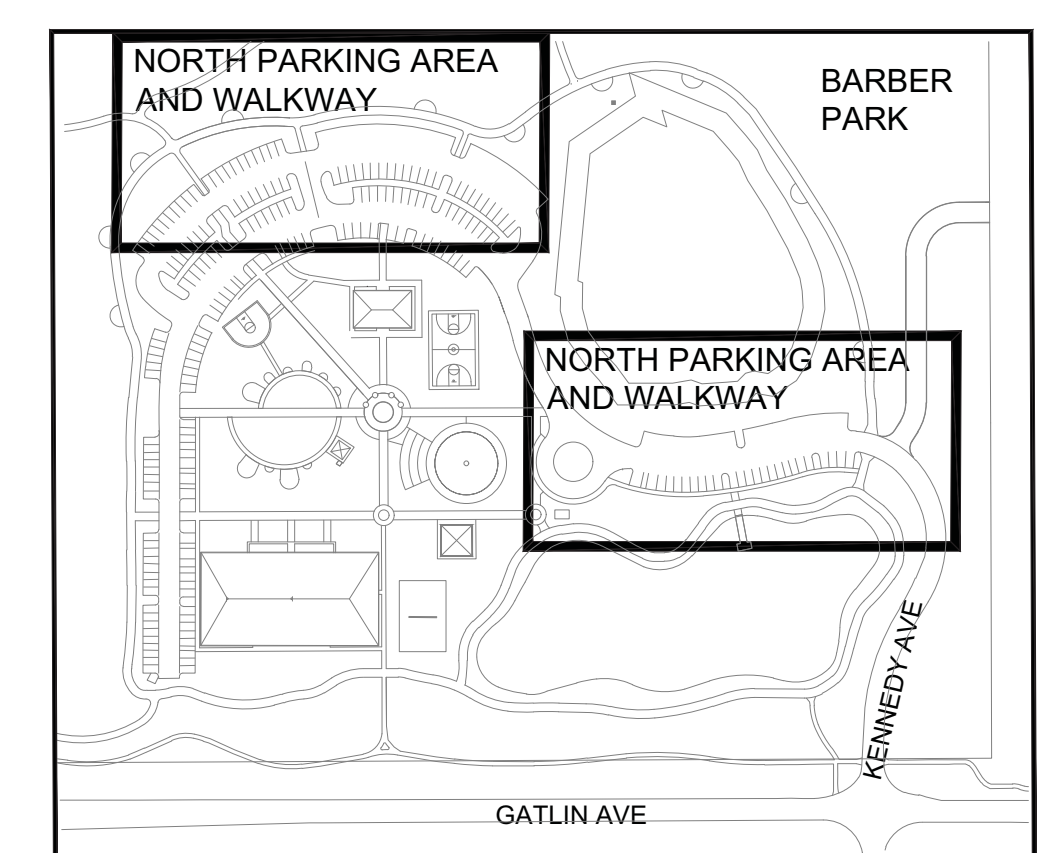 NORTH PARKING AREA
AND WALKWAY
BARBER
PARK
NORTH PARKING AREA
AND WALKWAY
KENNEDY AVE
GATLIN AVE